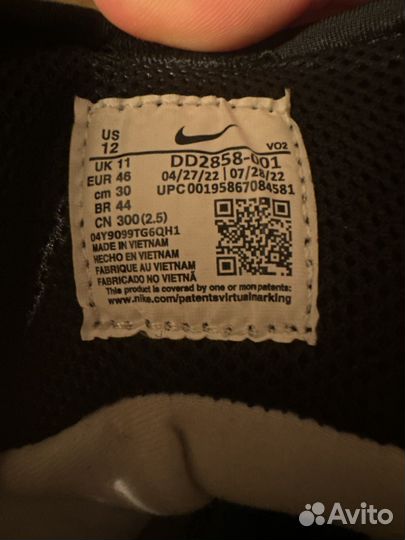 US
12
VO2
UK 11
DD2858-001
EUR 46
04/27/22 | 07/28/22
cm 30
UPC 00195867084581
BR 44
CN 300 (2.5)
04Y9099TG6QH1
MADE IN VIETNAM
HECHO EN VIETNAM
FABRIQUE AU VIETNAM
FABRICADO NO VIETNÃ
This product is covered by one or more patents:
www.nike.com/patentsvirtualmarking
Avito